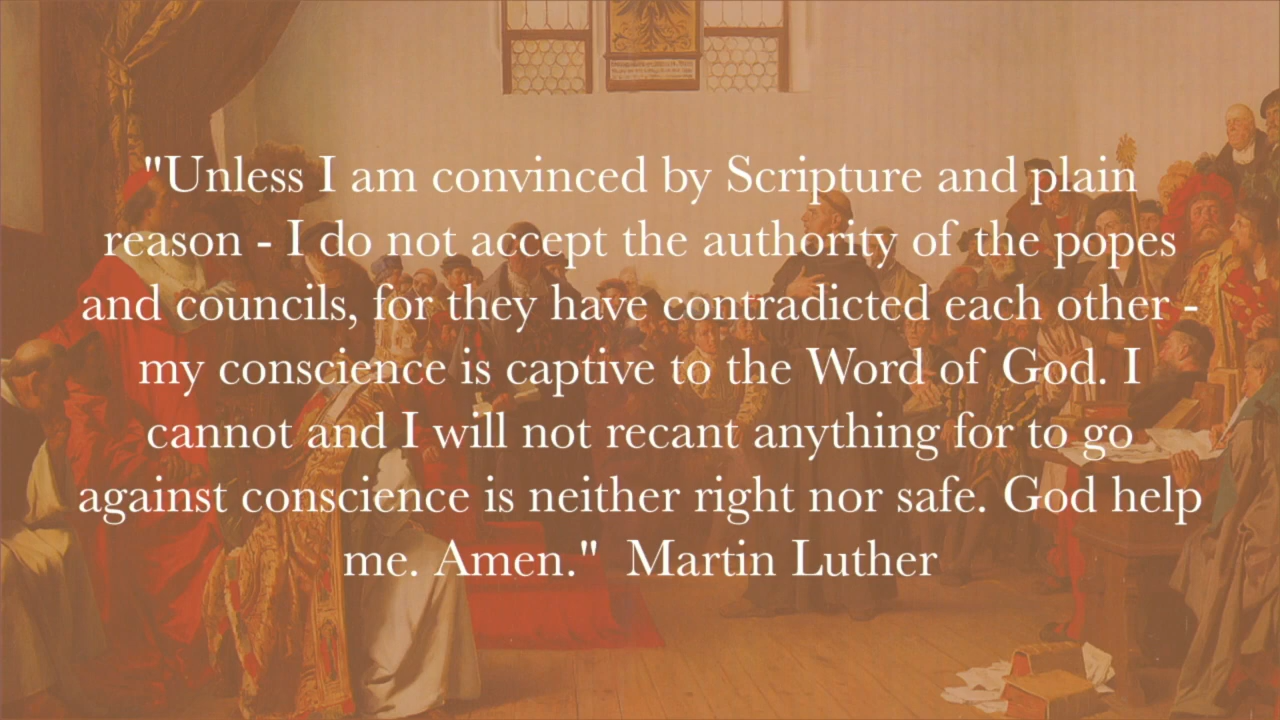 "Unless I am convinced by Scripture and plain
reason - I do not accept the authority of the popes
and councils, for they have contradicted each other -
my conscience is captive to the Word of God. I
cannot and I will not recant anything for to go
against conscience is neither right nor safe. God help
me. Amen." Martin Luther